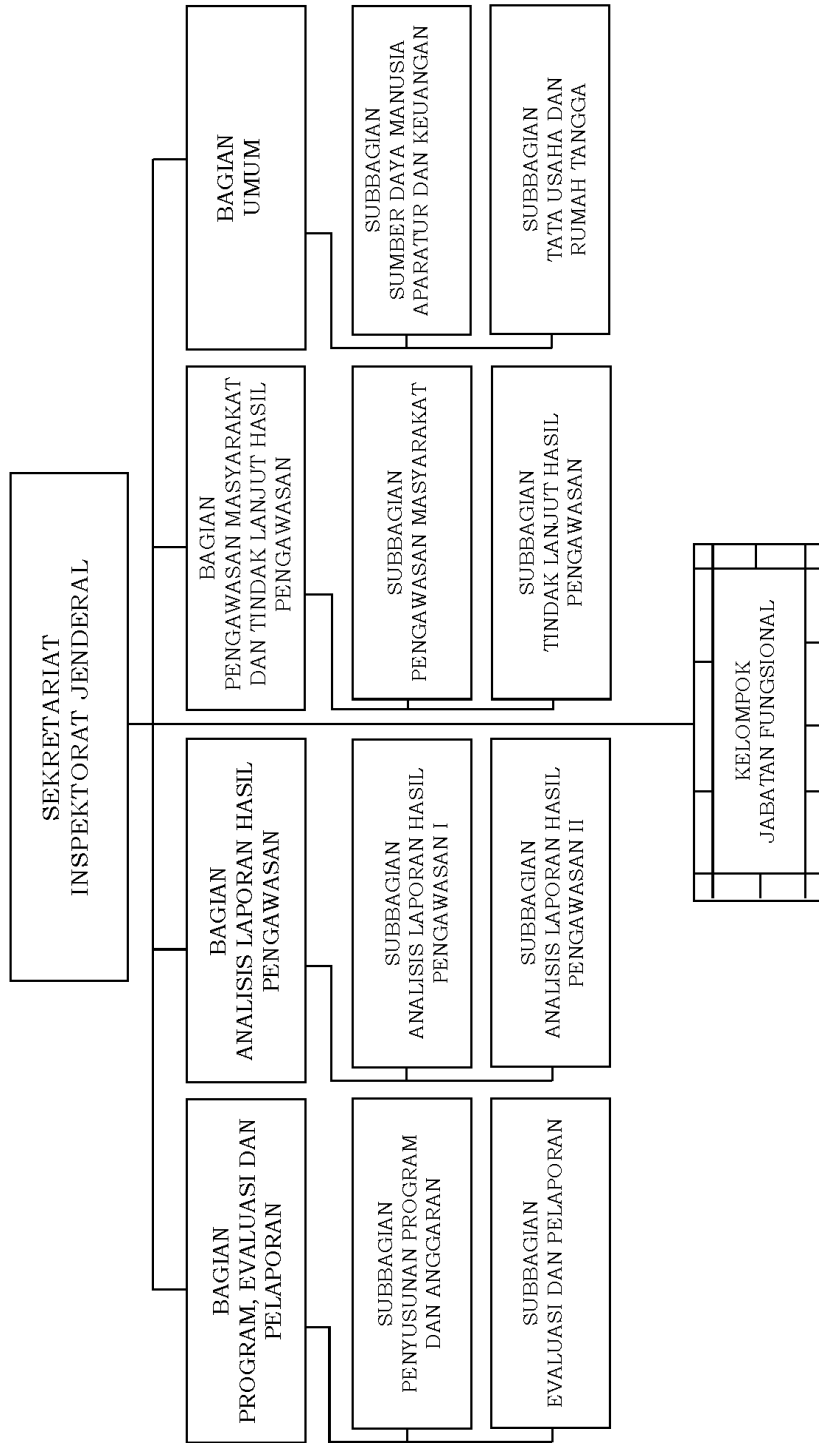 SEKRETARIAT
INSPEKTORAT JENDERAL
BAGIAN
PROGRAM, EVALUASI DAN
PELAPORAN
BAGIAN
ANALISIS LAPORAN HASIL
PENGAWASAN
BAGIAN
PENGAWASAN MASYARAKAT
DAN TINDAK LANJUT HASIL
PENGAWASAN
BAGIAN
UMUM
SUBBAGIAN
PENYUSUNAN PROGRAM
DAN ANGGARAN
SUBBAGIAN
ANALISIS LAPORAN HASIL
PENGAWASAN I
SUBBAGIAN
PENGAWASAN MASYARAKAT
SUBBAGIAN
SUMBER DAYA MANUSIA
APARATUR DAN KEUANGAN
SUBBAGIAN
EVALUASI DAN PELAPORAN
SUBBAGIAN
ANALISIS LAPORAN HASIL
PENGAWASAN II
SUBBAGIAN
TINDAK LANJUT HASIL
PENGAWASAN
SUBBAGIAN
TATA USAHA DAN
RUMAH TANGGA
KELOMPOK
JABATAN FUNGSIONAL